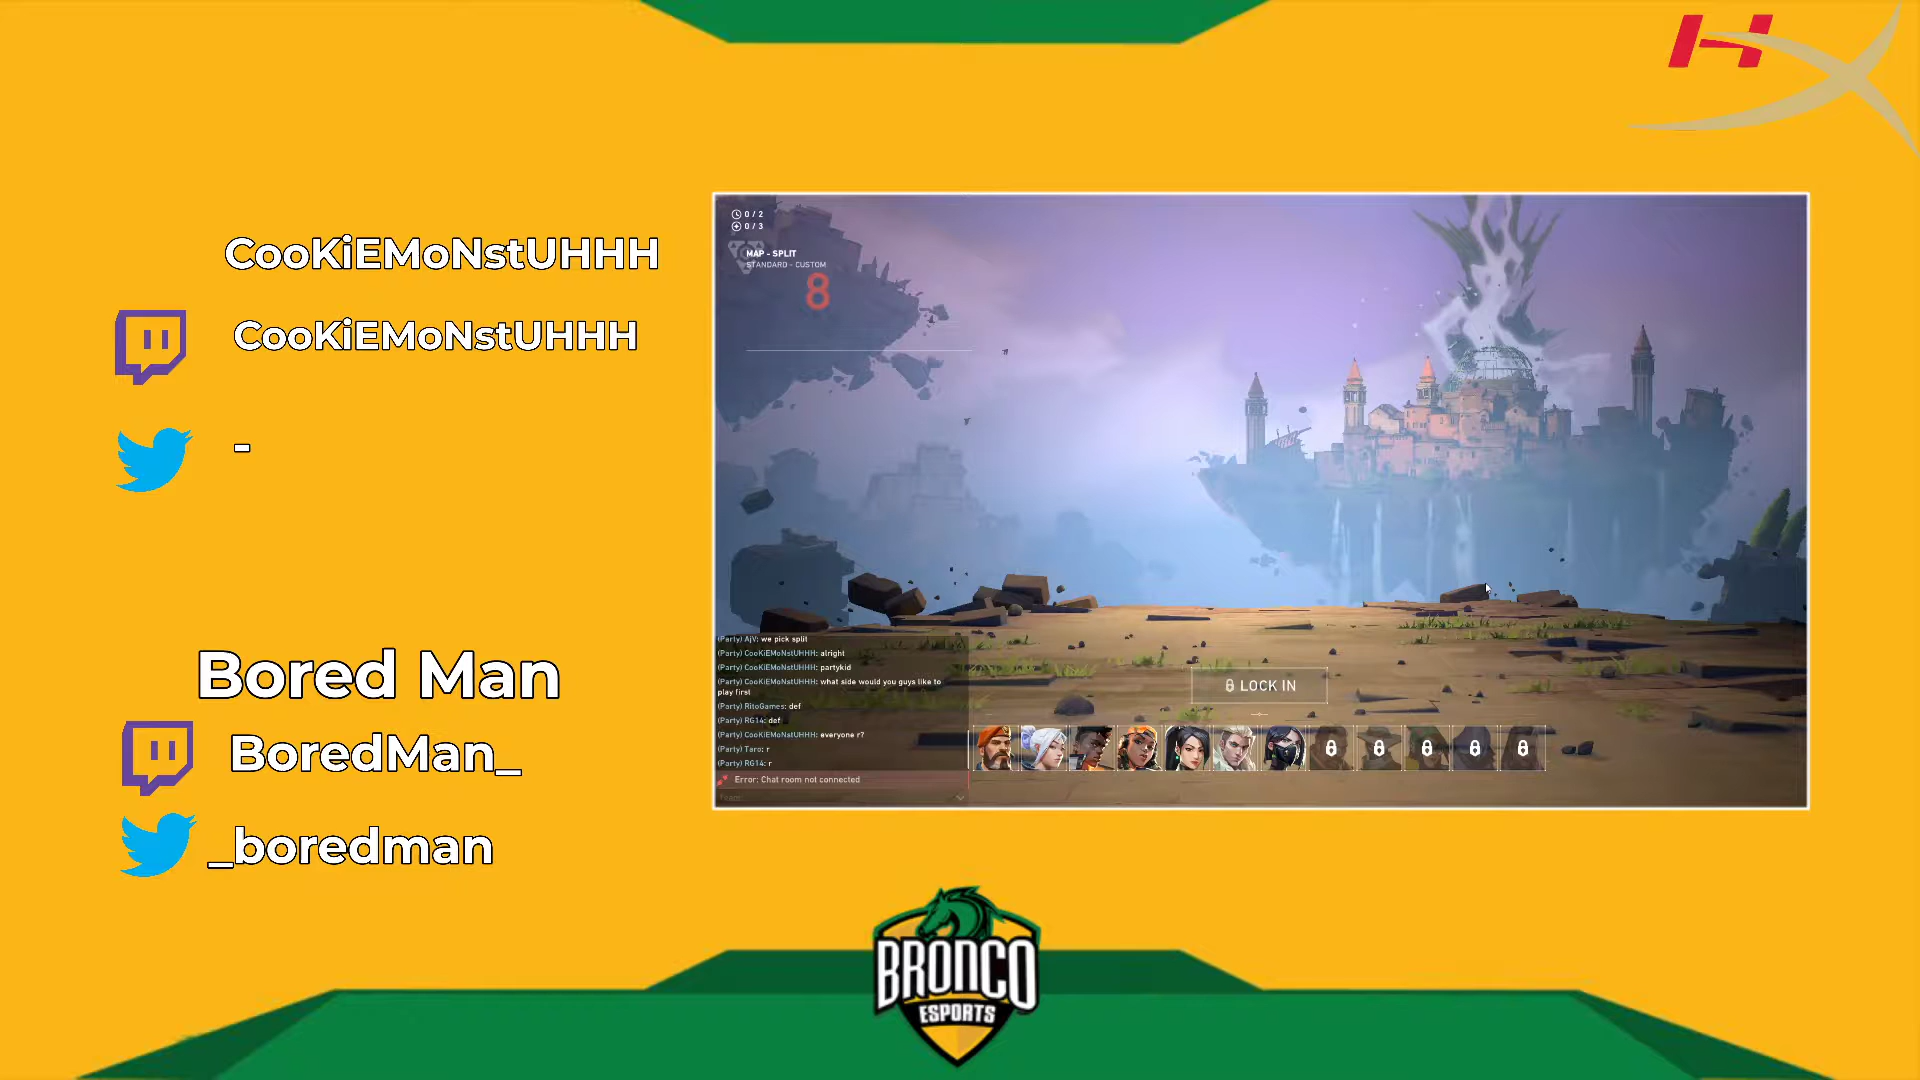 CooKiEMoNstUHHH
CooKiEMoNstUHHH
-
Bored Man
BoredMan_
_boredman
0 / 2
0 / 3
MAP - SPLIT
STANDARD - CUSTOM
8
(Party) AjV: we pick split
(Party) CooKiEMoNstUHHH: alright
(Party) CooKiEMoNstUHHH: partykid
(Party) CooKiEMoNstUHHH: what side would you guys like to
play first
(Party) RitoGames: def
(Party) RG14: def
(Party) CooKiEMoNstUHHH: everyone r?
(Party) Taro: r
(Party) RG14: r
Error: Chat room not connected
Team:
LOCK IN
BRONCO
ESPORTS
HX